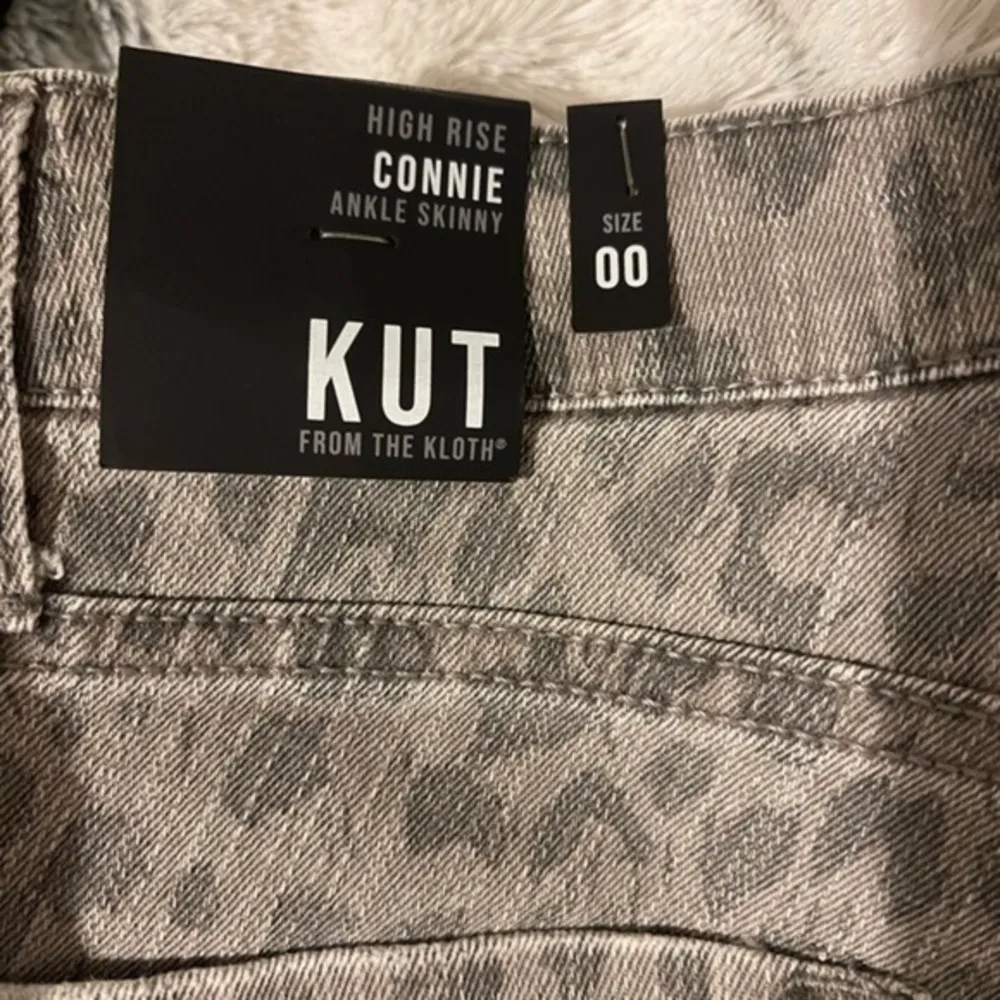 HIGH RISE
CONNIE
ANKLE SKINNY
KUT
FROM THE KLOTH®
SIZE
00